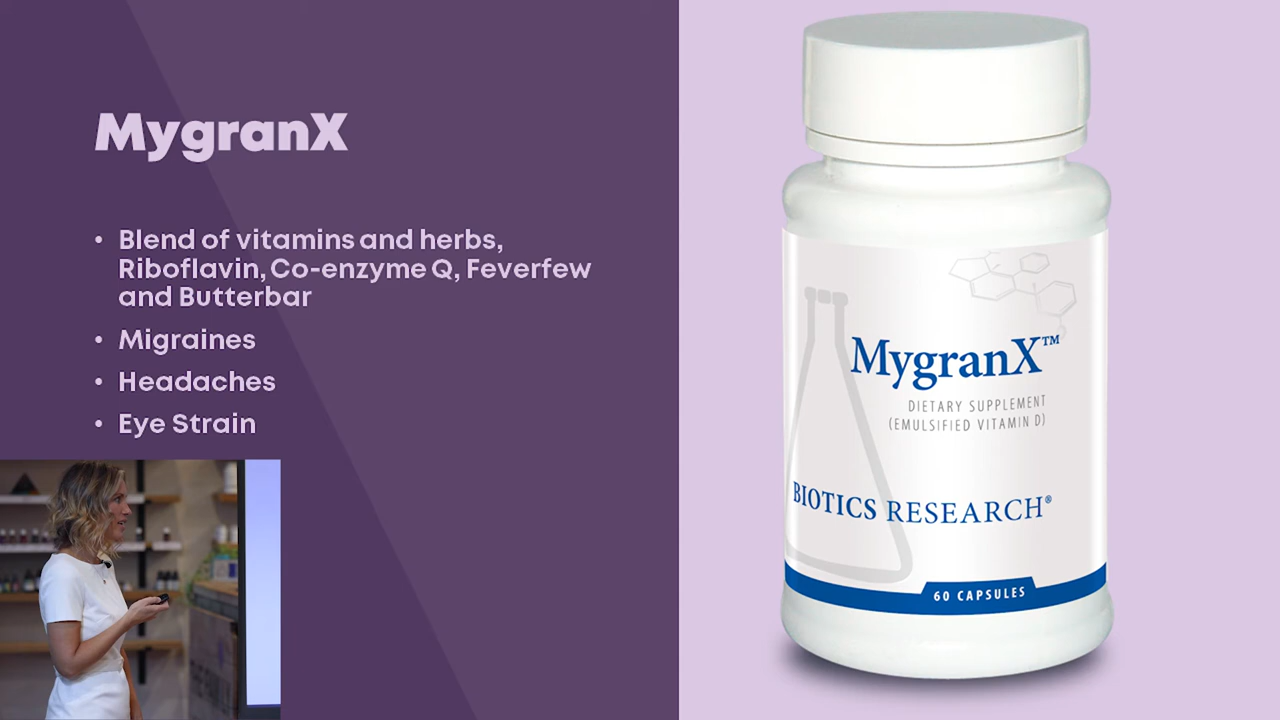 MygranX
• Blend of vitamins and herbs,
Riboflavin, Co-enzyme Q, Feverfew
and Butterbar
• Migraines
• Headaches
• Eye Strain
MygranX™
DIETARY SUPPLEMENT
(EMULSIFIED VITAMIN D)
BIOTICS RESEARCH®
60 CAPSULES